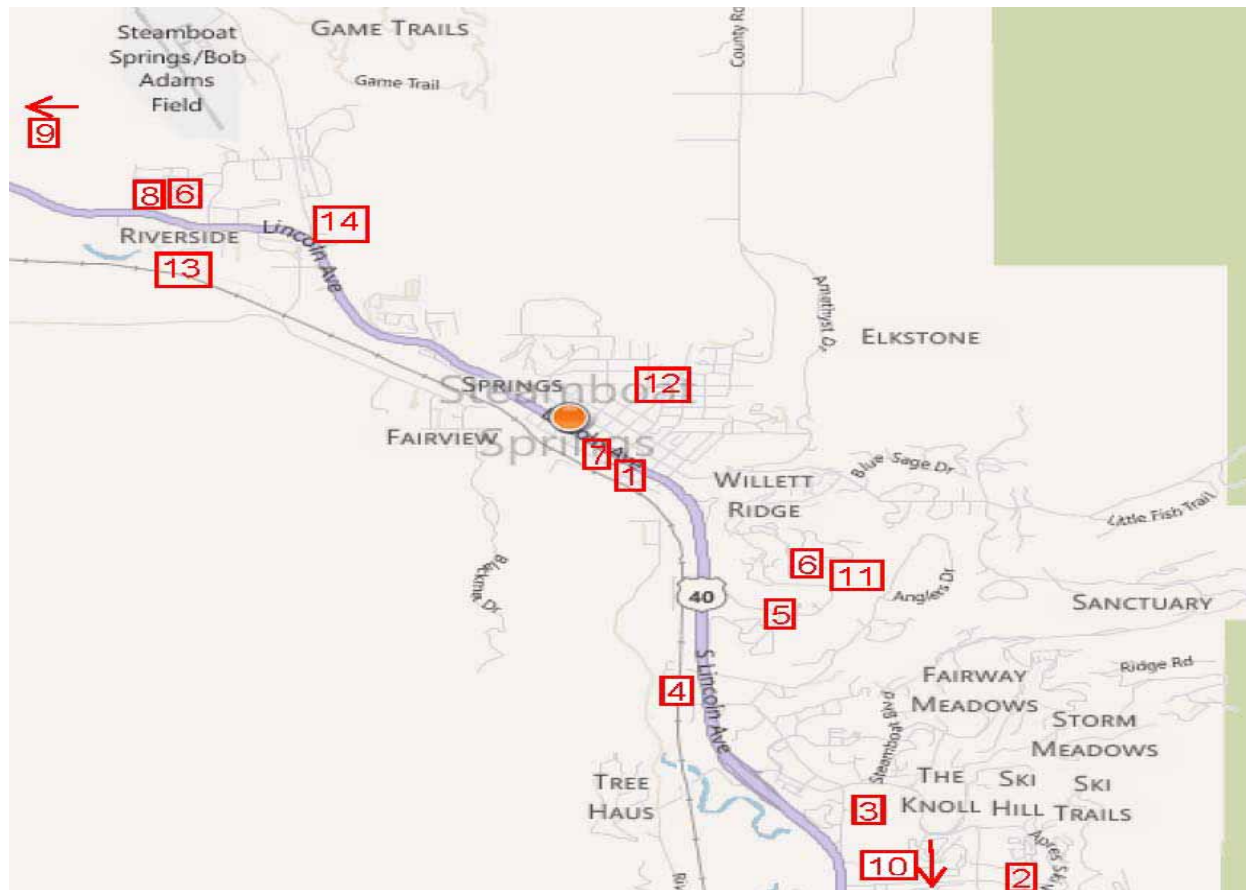 Steamboat
Springs/Bob
Adams
Field
GAME TRAILS
Game Trail
County Ro
9
8
6
14
RIVERSIDE
Lincoln Ave
13
Amethyst Dr
ELKSTONE
SPRINGS
12
Steamboat
Springs
FAIRVIEW
7
1
WILLETT
RIDGE
Blue Sage Dr
Little Fish Trail
Blackmer Dr
6
11
Anglers Dr
40
5
SANCTUARY
S Lincoln Ave
4
FAIRWAY
MEADOWS
Ridge Rd
STORM
MEADOWS
Steamboat Blvd
TREE
HAUS
THE
KNOLL
SKI
HILL
SKI
TRAILS
3
10
2